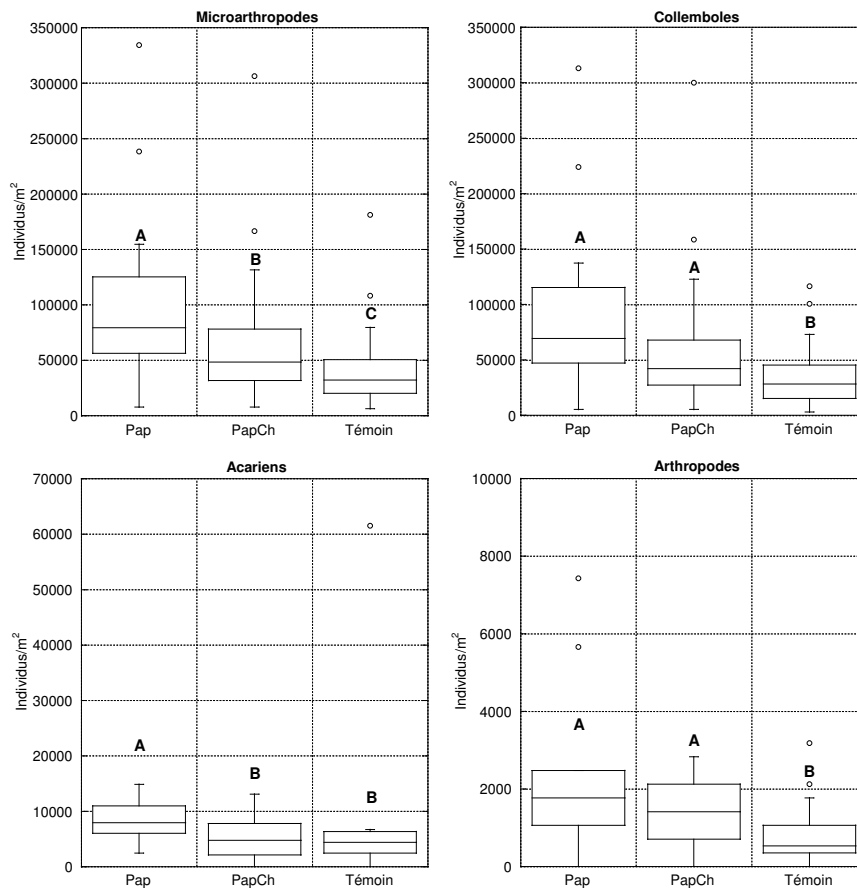 Microarthropodes
350000
300000
250000
200000
150000
100000
50000
0
Individus/m²
A
B
C
Pap
PapCh
Témoin
Collemboles
350000
300000
250000
200000
150000
100000
50000
0
Individus/m²
A
A
B
Pap
PapCh
Témoin
Acariens
70000
60000
50000
40000
30000
20000
10000
0
Individus/m²
A
B
B
Pap
PapCh
Témoin
Arthropodes
10000
8000
6000
4000
2000
0
Individus/m²
A
A
B
Pap
PapCh
Témoin